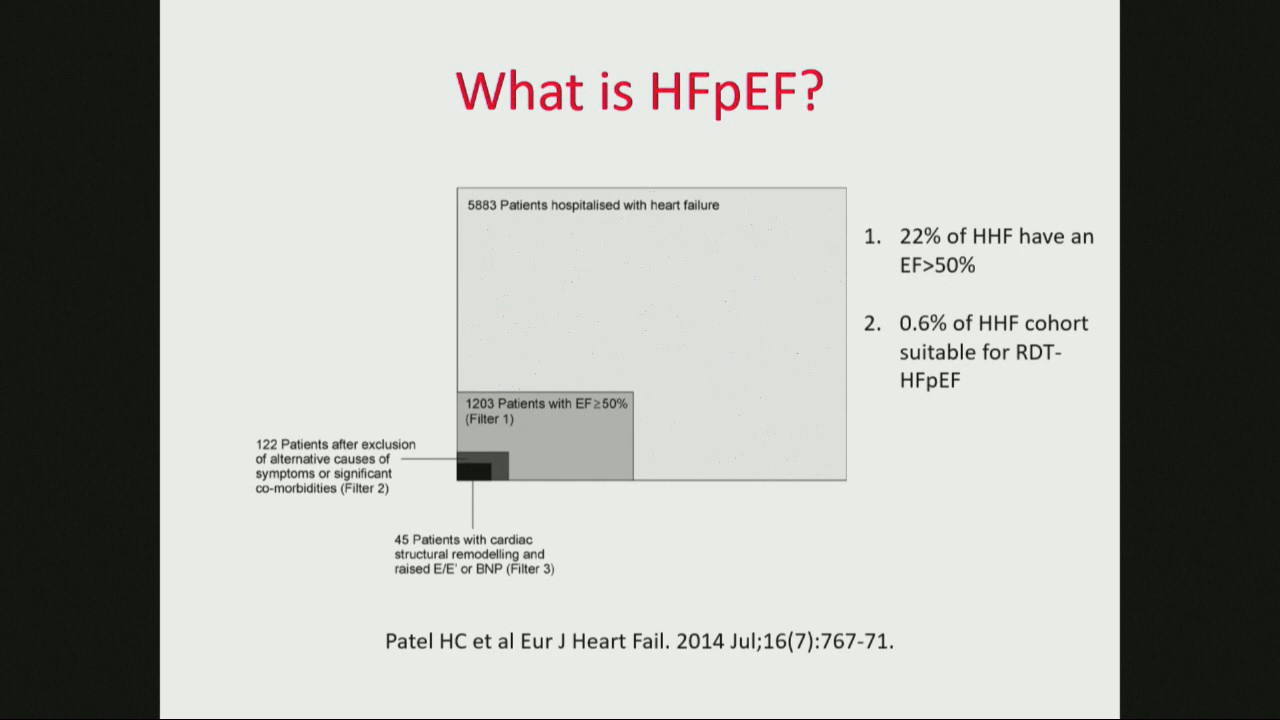 What is HFpEF?
5883 Patients hospitalised with heart failure
1. 22% of HHF have an
EF>50%
2. 0.6% of HHF cohort
suitable for RDT-
HFpEF
1203 Patients with EF≥50%
(Filter 1)
122 Patients after exclusion
of alternative causes of
symptoms or significant
co-morbidities (Filter 2)
45 Patients with cardiac
structural remodelling and
raised E/E' or BNP (Filter 3)
Patel HC et al Eur J Heart Fail. 2014 Jul;16(7):767-71.